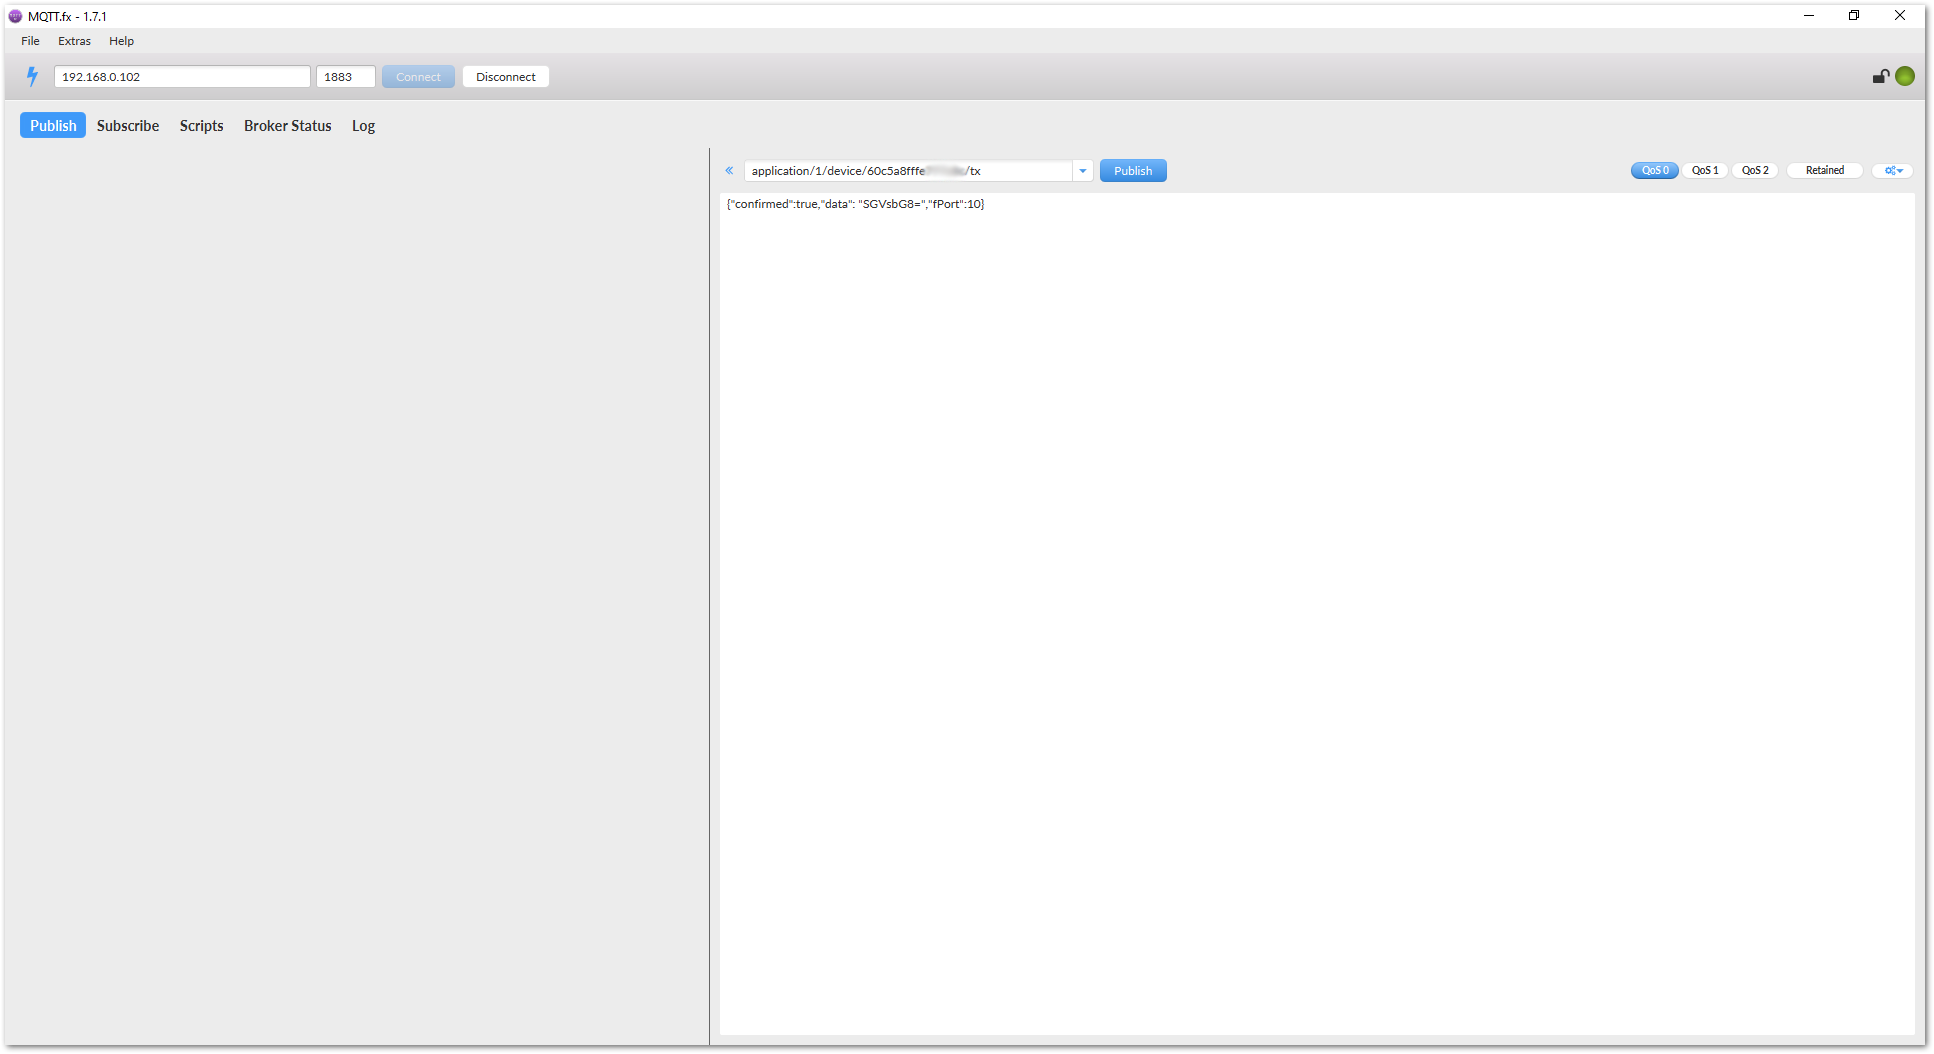 MQTT.fx - 1.7.1
File Extras Help
192.168.0.102 1883 Connect Disconnect
Publish Subscribe Scripts Broker Status Log
application/1/device/60c5a8fffe /tx Publish QoS 0 QoS 1 QoS 2 Retained
{"confirmed":true,"data": "SGVsbG8=","fPort":10}